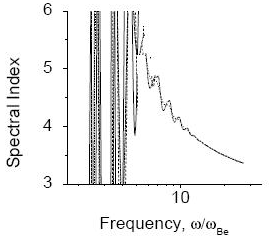 6
5
4
3
Spectral Index
10
Frequency, ω/ω_Be